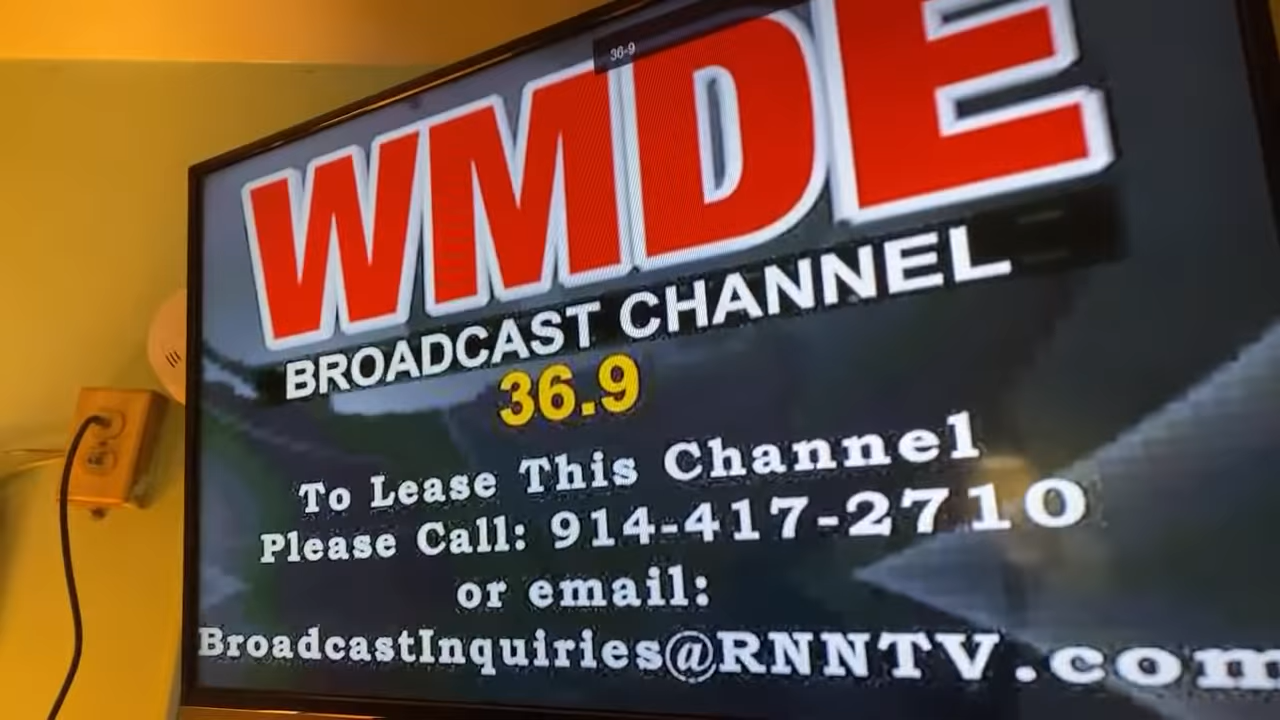 36-9
WMDE
BROADCAST CHANNEL
36.9
To Lease This Channel
Please Call: 914-417-2710
or email:
BroadcastInquiries@RNNTV.com